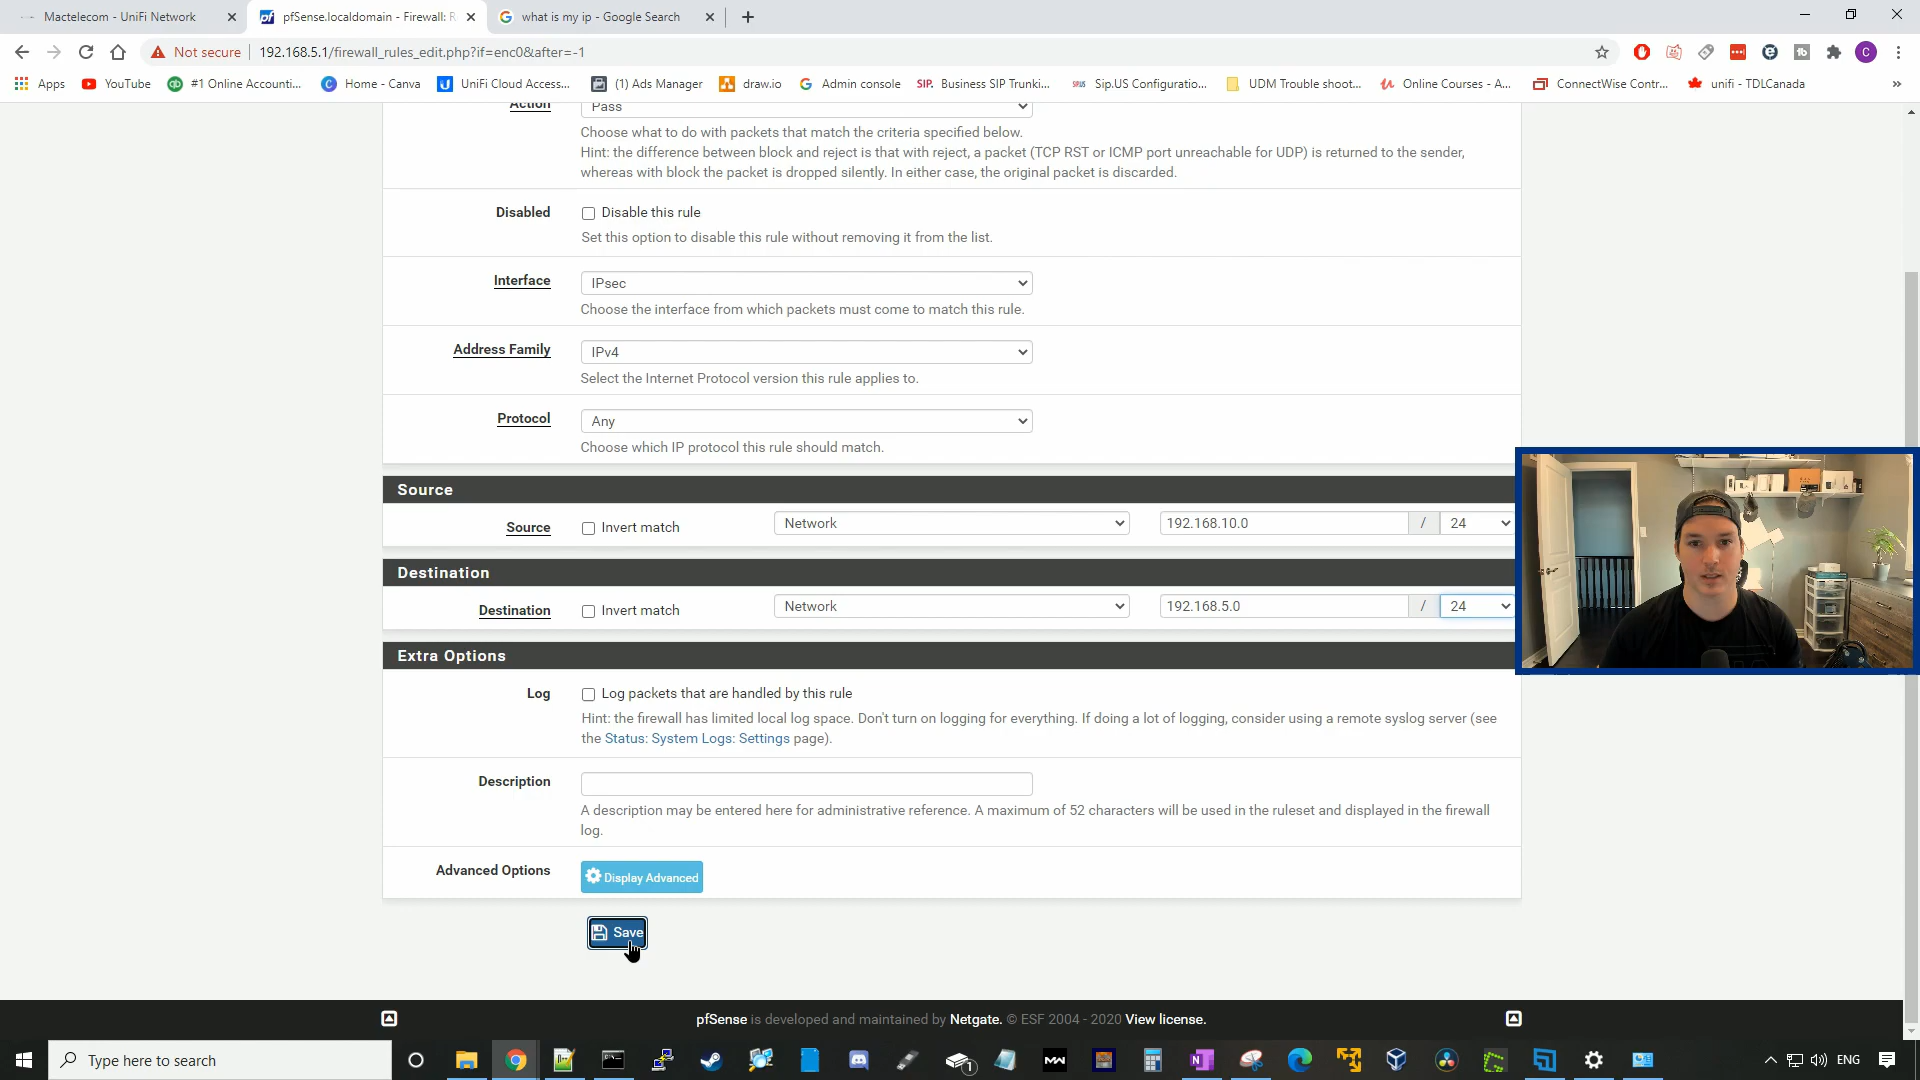 Mactelecom - UniFi Network
pfSense.localdomain - Firewall: R
what is my ip - Google Search
Not secure
192.168.5.1/firewall_rules_edit.php?if=enc0&after=-1
Apps
YouTube
#1 Online Accounti...
Home - Canva
UniFi Cloud Access...
(1) Ads Manager
draw.io
Admin console
SIP. Business SIP Trunki...
Sip.US Configuratio...
UDM Trouble shoot...
Online Courses - A...
ConnectWise Contr...
unifi - TDLCanada
»
Action
Pass
Choose what to do with packets that match the criteria specified below.
Hint: the difference between block and reject is that with reject, a packet (TCP RST or ICMP port unreachable for UDP) is returned to the sender,
whereas with block the packet is dropped silently. In either case, the original packet is discarded.
Disabled
Disable this rule
Set this option to disable this rule without removing it from the list.
Interface
IPsec
Choose the interface from which packets must come to match this rule.
Address Family
IPv4
Select the Internet Protocol version this rule applies to.
Protocol
Any
Choose which IP protocol this rule should match.
Source
Source
Invert match
Network
192.168.10.0
/
24
Destination
Destination
Invert match
Network
192.168.5.0
/
24
Extra Options
Log
Log packets that are handled by this rule
Hint: the firewall has limited local log space. Don't turn on logging for everything. If doing a lot of logging, consider using a remote syslog server (see
the Status: System Logs: Settings page).
Description
A description may be entered here for administrative reference. A maximum of 52 characters will be used in the ruleset and displayed in the firewall
log.
Advanced Options
Display Advanced
Save
pfSense is developed and maintained by Netgate. © ESF 2004 - 2020 View license.
Type here to search
ENG